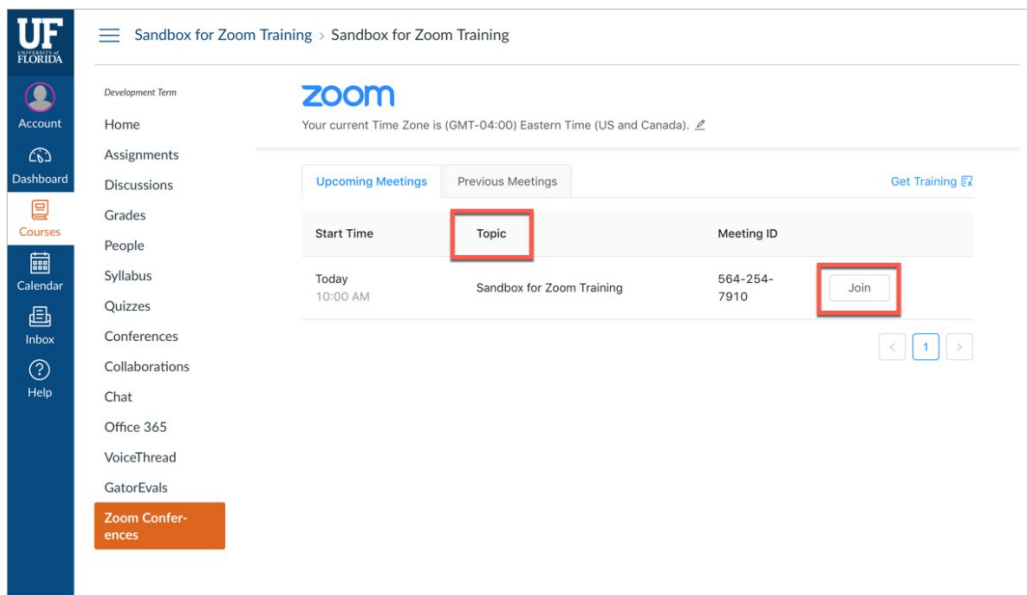 UF
UNIVERSITY of
FLORIDA
Account
Dashboard
Courses
Calendar
Inbox
Help
Sandbox for Zoom Training > Sandbox for Zoom Training
Development Term
Home
Assignments
Discussions
Grades
People
Syllabus
Quizzes
Conferences
Collaborations
Chat
Office 365
VoiceThread
GatorEvals
Zoom Confer-
ences
zoom
Your current Time Zone is (GMT-04:00) Eastern Time (US and Canada).
Upcoming Meetings Previous Meetings Get Training
Start Time Topic Meeting ID
Today
10:00 AM
Sandbox for Zoom Training
564-254-
7910
Join
< 1 >